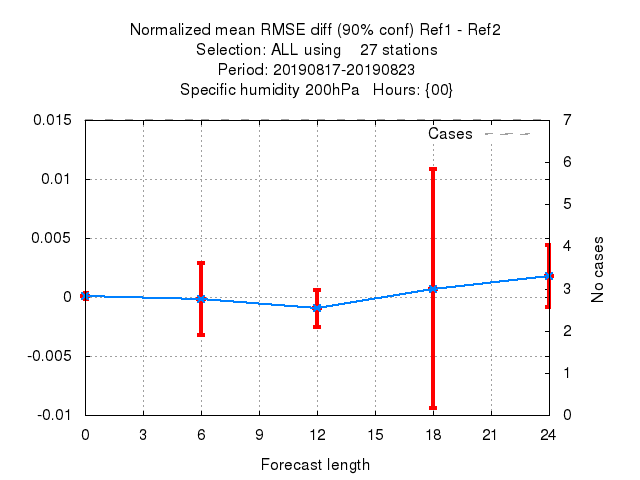 Normalized mean RMSE diff (90% conf) Ref1 - Ref2
Selection: ALL using    27 stations
Period: 20190817-20190823
Specific humidity 200hPa   Hours: {00}
0.015
0.01
0.005
0
-0.005
-0.01
Cases
7
6
5
4
3
2
1
0
No cases
0 3 6 9 12 15 18 21 24
Forecast length